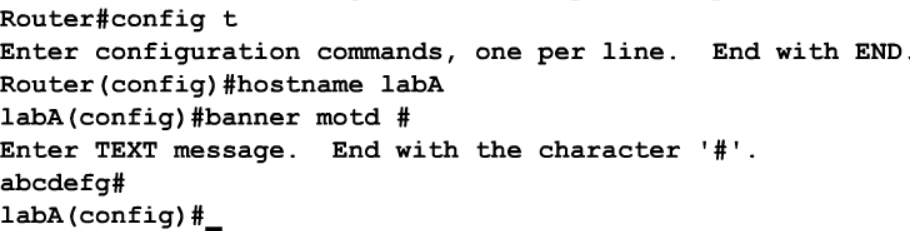 Router#config t
Enter configuration commands, one per line.  End with END.
Router(config)#hostname labA
labA(config)#banner motd #
Enter TEXT message.  End with the character '#'.
abcdefg#
labA(config)#_